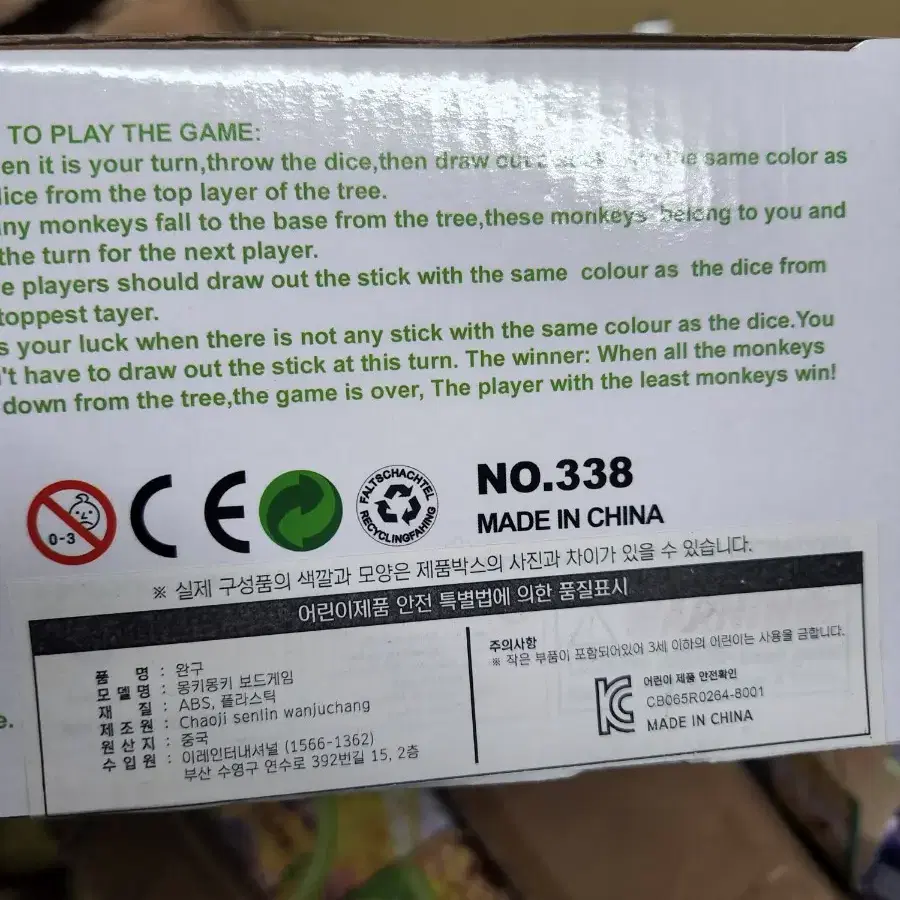 TO PLAY THE GAME:
en it is your turn,throw the dice,then draw out same color as
ice from the top layer of the tree.
ny monkeys fall to the base from the tree,these monkeys belong to you and
the turn for the next player.
e players should draw out the stick with the same colour as the dice from
toppest tayer.
s your luck when there is not any stick with the same colour as the dice.You
't have to draw out the stick at this turn. The winner: When all the monkeys
down from the tree,the game is over, The player with the least monkeys win!
0-3
CE
FALTSCHACHTEL
RECYCLINGFAHING
NO.338
MADE IN CHINA
※ 실제 구성품의 색깔과 모양은 제품박스의 사진과 차이가 있을 수 있습니다.
어린이제품 안전 특별법에 의한 품질표시
품 명 : 완구
모 델 명 : 몽키몽키 보드게임
재 질 : ABS, 플라스틱
제 조 원 : Chaoji senlin wanjuchang
원 산 지 : 중국
수 입 원 : 이레인터내셔널 (1566-1362)
부산 수영구 연수로 392번길 15, 2층
주의사항
※ 작은 부품이 포함되어있어 3세 이하의 어린이는 사용을 금합니다.
어린이 제품 안전확인
CB065R0264-8001
MADE IN CHINA
e.